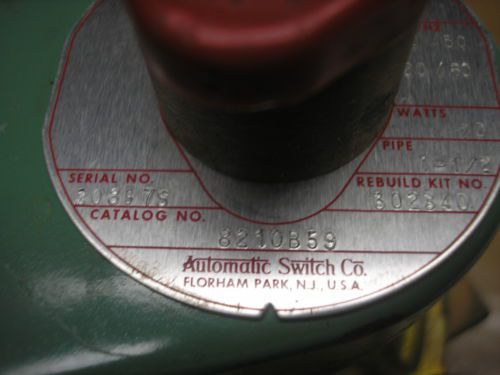 WATTS
PIPE
1-1/2
SERIAL NO.
REBUILD KIT NO.
302340
CATALOG NO.
8210B59
Automatic Switch Co.
FLORHAM PARK, N.J., U.S.A.